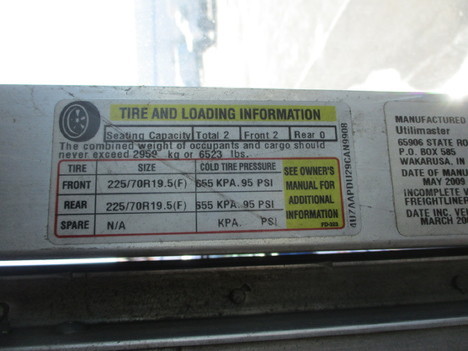 TIRE AND LOADING INFORMATION
Seating Capacity Total 2 Front 2 Rear 0
The combined weight of occupants and cargo should
never exceed 2959 kg or 6523 lbs.
TIRE SIZE COLD TIRE PRESSURE
FRONT 225/70R19.5(F) 655 KPA. 95 PSI
REAR 225/70R19.5(F) 655 KPA. 95 PSI
SPARE N/A KPA. PSI
SEE OWNER'S
MANUAL FOR
ADDITIONAL
INFORMATION
MANUFACTURED
Utilimaster
65906 STATE RO
P.O. BOX 585
WAKARUSA, IN
DATE OF MANU
MAY 2009
INCOMPLETE V
FREIGHTLINER
DATE INC. VE
MARCH 200